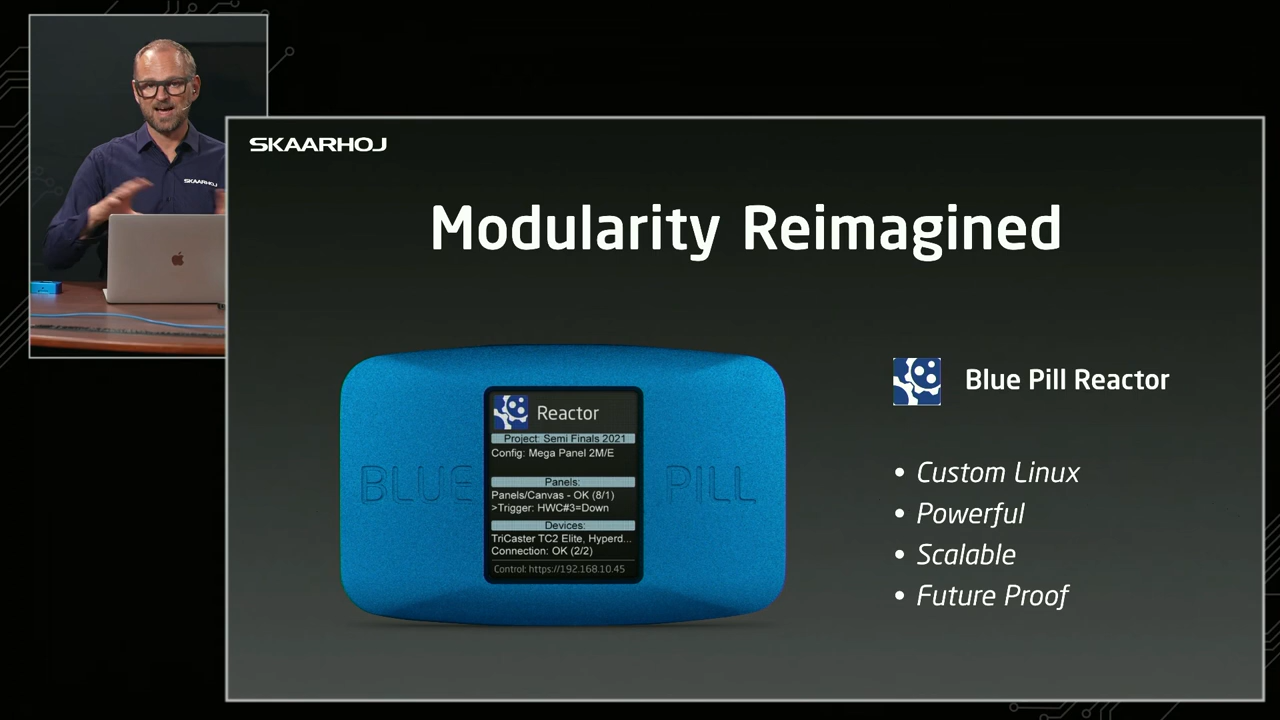 SKAARHOJ
SKAARHOJ
Modularity Reimagined
Reactor
Project: Semi Finals 2021
Config: Mega Panel 2M/E
Panels:
Panels/Canvas - OK (8/1)
>Trigger: HWC#3=Down
Devices:
TriCaster TC2 Elite, Hyperd...
Connection: OK (2/2)
Control: https://192.168.10.45
BLUE PILL
Blue Pill Reactor
• Custom Linux
• Powerful
• Scalable
• Future Proof